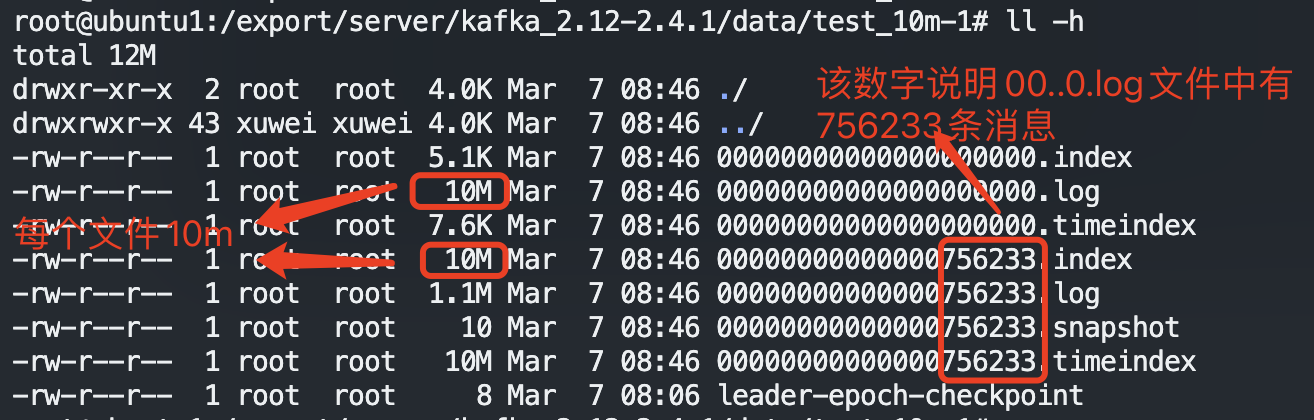 root@ubuntu1:/export/server/kafka_2.12-2.4.1/data/test_10m-1# ll -h
total 12M
drwxr-xr-x  2 root  root  4.0K Mar  7 08:46 ./
drwxrwxr-x 43 xuwei xuwei 4.0K Mar  7 08:46 ../
该数字说明00..0.log文件中有
756233条消息
-rw-r--r--  1 root  root  5.1K Mar  7 08:46 00000000000000000000.index
-rw-r--r--  1 root  root   10M Mar  7 08:46 00000000000000000000.log
-rw-r--r--  1 root  root  7.6K Mar  7 08:46 00000000000000000000.timeindex
每个文件10m
-rw-r--r--  1 root  root   10M Mar  7 08:46 00000000000000756233.index
-rw-r--r--  1 root  root  1.1M Mar  7 08:46 00000000000000756233.log
-rw-r--r--  1 root  root    10 Mar  7 08:46 00000000000000756233.snapshot
-rw-r--r--  1 root  root   10M Mar  7 08:46 00000000000000756233.timeindex
-rw-r--r--  1 root  root     8 Mar  7 08:06 leader-epoch-checkpoint